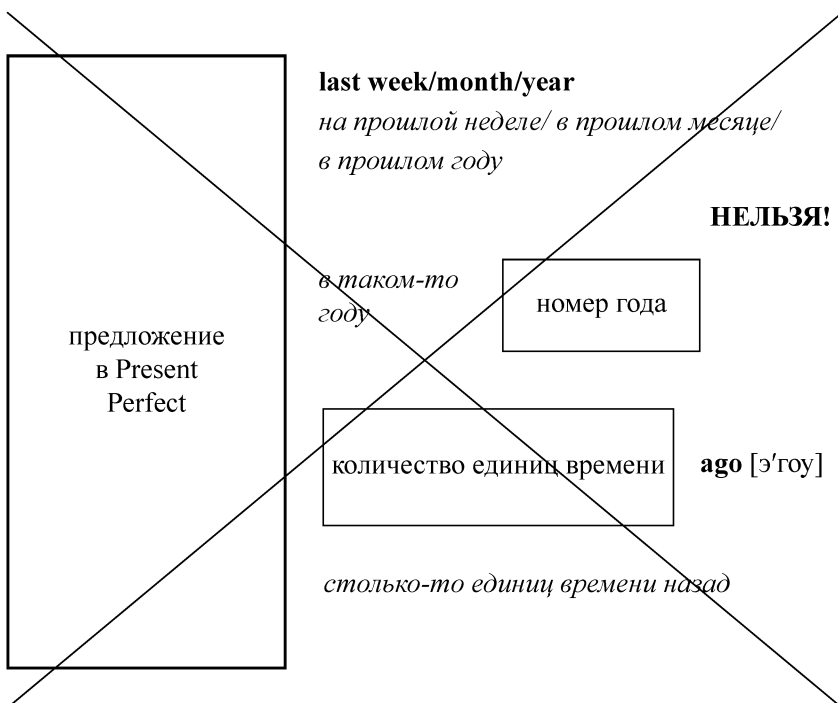 last week/month/year
на прошлой неделе/ в прошлом месяце/
в прошлом году
НЕЛЬЗЯ!
в таком-то
году
номер года
предложение
в Present
Perfect
количество единиц времени
ago [э'гоу]
столько-то единиц времени назад